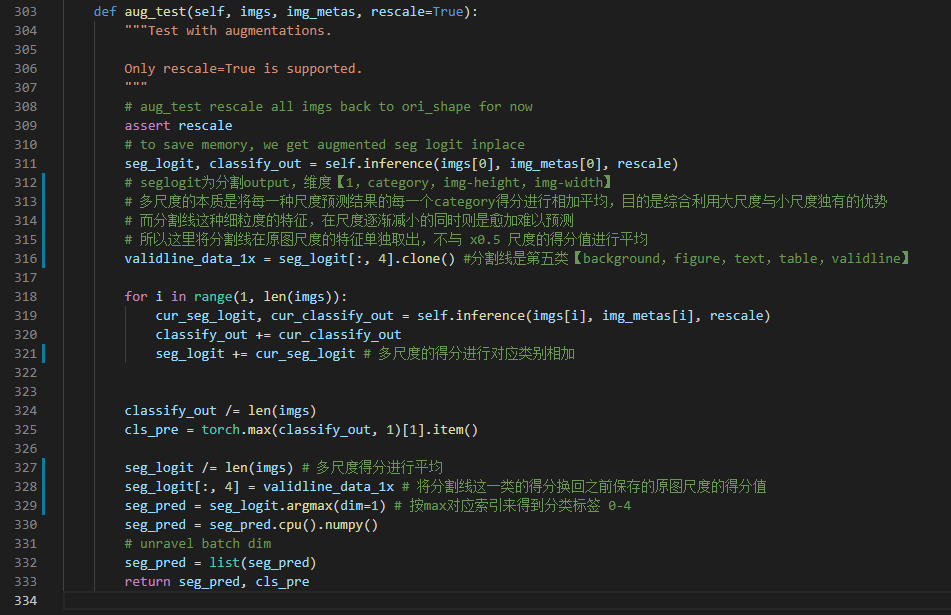 303 def aug_test(self, imgs, img_metas, rescale=True):
304 """Test with augmentations.
305
306 Only rescale=True is supported.
307 """
308 # aug_test rescale all imgs back to ori_shape for now
309 assert rescale
310 # to save memory, we get augmented seg logit inplace
311 seg_logit, classify_out = self.inference(imgs[0], img_metas[0], rescale)
312 # seglogit为分割output，维度【1，category，img-height，img-width】
313 # 多尺度的本质是将每一种尺度预测结果的每一个category得分进行相加平均，目的是综合利用大尺度与小尺度独有的优势
314 # 而分割线这种细粒度的特征，在尺度逐渐减小的同时则是愈加难以预测
315 # 所以这里将分割线在原图尺度的特征单独取出，不与 x0.5 尺度的得分值进行平均
316 validline_data_1x = seg_logit[:, 4].clone() #分割线是第五类【background，figure，text，table，validline】
317
318 for i in range(1, len(imgs)):
319 cur_seg_logit, cur_classify_out = self.inference(imgs[i], img_metas[i], rescale)
320 classify_out += cur_classify_out
321 seg_logit += cur_seg_logit # 多尺度的得分进行对应类别相加
322
323
324 classify_out /= len(imgs)
325 cls_pre = torch.max(classify_out, 1)[1].item()
326
327 seg_logit /= len(imgs) # 多尺度得分进行平均
328 seg_logit[:, 4] = validline_data_1x # 将分割线这一类的得分换回之前保存的原图尺度的得分值
329 seg_pred = seg_logit.argmax(dim=1) # 按max对应索引来得到分类标签 0-4
330 seg_pred = seg_pred.cpu().numpy()
331 # unravel batch dim
332 seg_pred = list(seg_pred)
333 return seg_pred, cls_pre
334